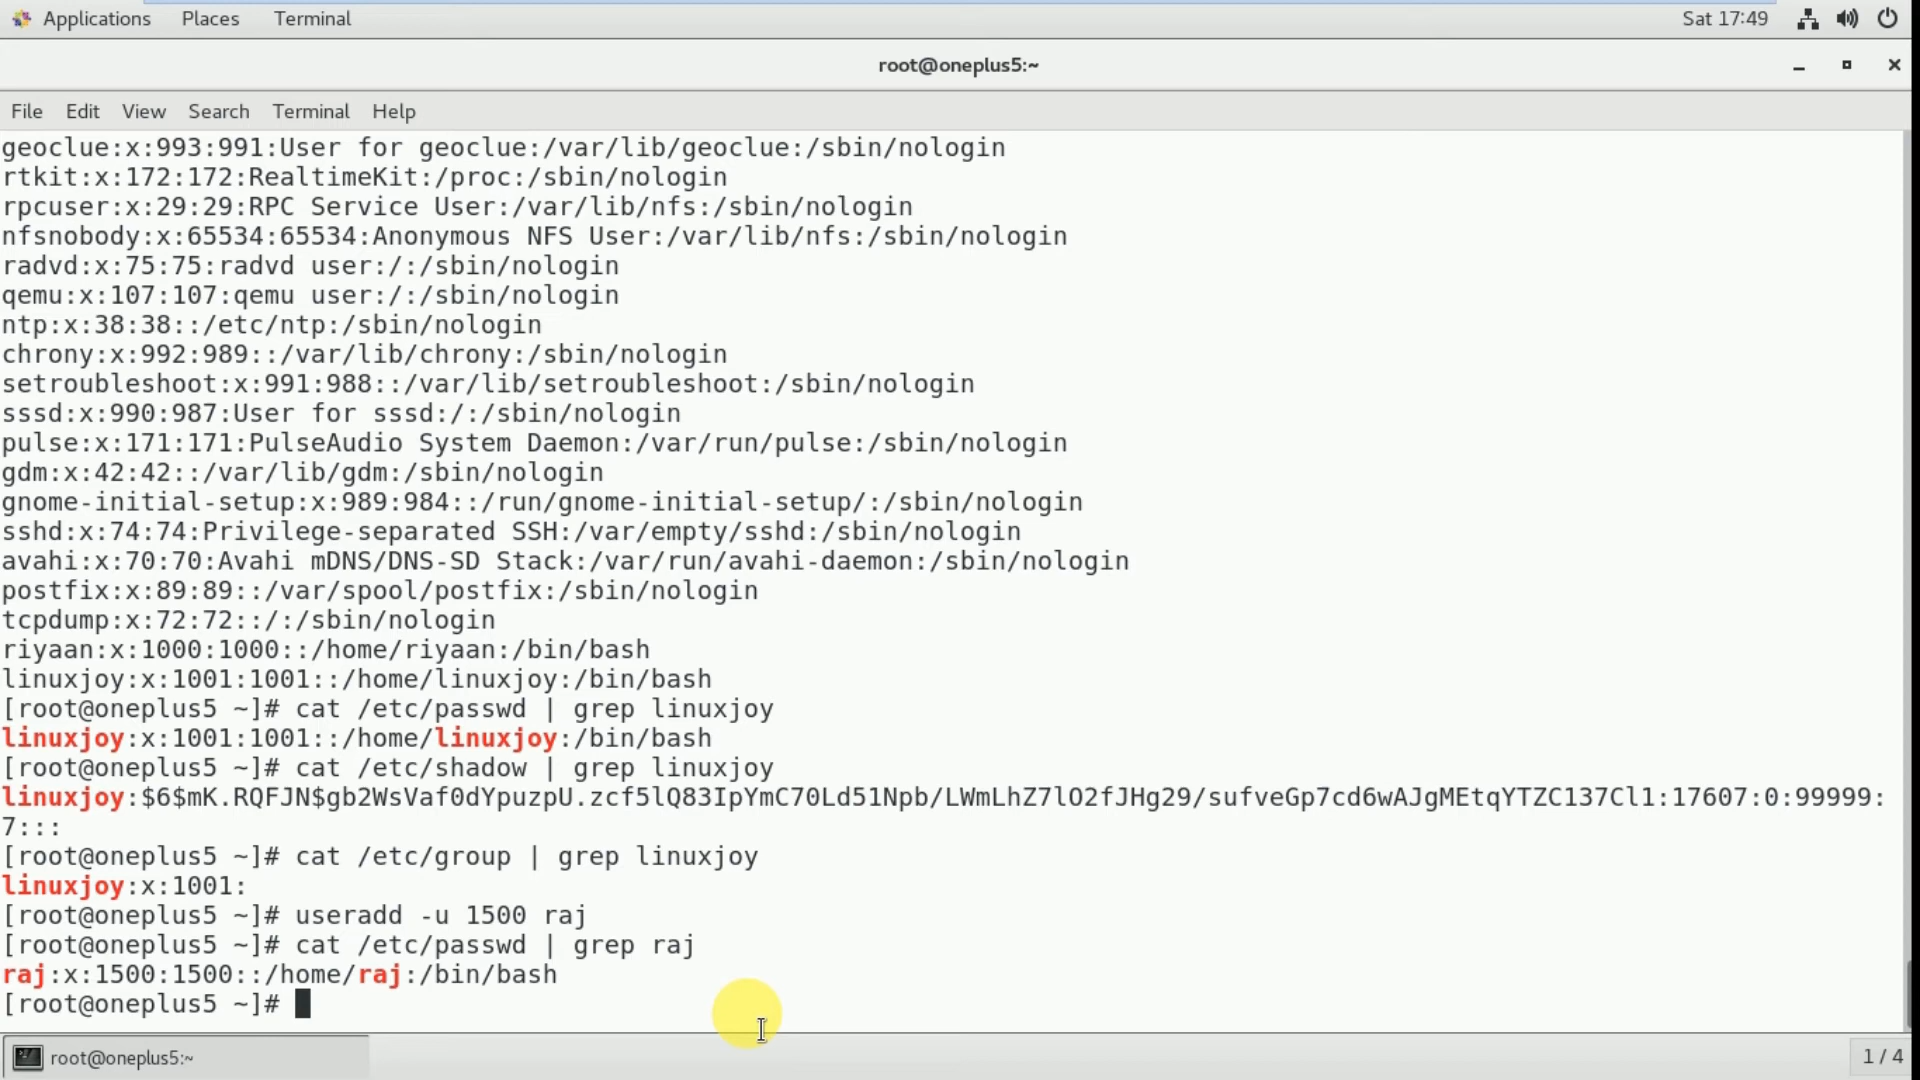 Applications Places Terminal Sat 17:49
root@oneplus5:~
File Edit View Search Terminal Help
geoclue:x:993:991:User for geoclue:/var/lib/geoclue:/sbin/nologin
rtkit:x:172:172:RealtimeKit:/proc:/sbin/nologin
rpcuser:x:29:29:RPC Service User:/var/lib/nfs:/sbin/nologin
nfsnobody:x:65534:65534:Anonymous NFS User:/var/lib/nfs:/sbin/nologin
radvd:x:75:75:radvd user:/:/sbin/nologin
qemu:x:107:107:qemu user:/:/sbin/nologin
ntp:x:38:38::/etc/ntp:/sbin/nologin
chrony:x:992:989::/var/lib/chrony:/sbin/nologin
setroubleshoot:x:991:988::/var/lib/setroubleshoot:/sbin/nologin
sssd:x:990:987:User for sssd:/:/sbin/nologin
pulse:x:171:171:PulseAudio System Daemon:/var/run/pulse:/sbin/nologin
gdm:x:42:42::/var/lib/gdm:/sbin/nologin
gnome-initial-setup:x:989:984::/run/gnome-initial-setup/:/sbin/nologin
sshd:x:74:74:Privilege-separated SSH:/var/empty/sshd:/sbin/nologin
avahi:x:70:70:Avahi mDNS/DNS-SD Stack:/var/run/avahi-daemon:/sbin/nologin
postfix:x:89:89::/var/spool/postfix:/sbin/nologin
tcpdump:x:72:72::/:/sbin/nologin
riyaan:x:1000:1000::/home/riyaan:/bin/bash
linuxjoy:x:1001:1001::/home/linuxjoy:/bin/bash
[root@oneplus5 ~]# cat /etc/passwd | grep linuxjoy
linuxjoy:x:1001:1001::/home/linuxjoy:/bin/bash
[root@oneplus5 ~]# cat /etc/shadow | grep linuxjoy
linuxjoy:$6$mK.RQFJN$gb2WsVaf0dYpuzpU.zcf5lQ83IpYmC70Ld51Npb/LWmLhZ7lO2fJHg29/sufveGp7cd6wAJgMEtqYTZC137Cl1:17607:0:99999:
7:::
[root@oneplus5 ~]# cat /etc/group | grep linuxjoy
linuxjoy:x:1001:
[root@oneplus5 ~]# useradd -u 1500 raj
[root@oneplus5 ~]# cat /etc/passwd | grep raj
raj:x:1500:1500::/home/raj:/bin/bash
[root@oneplus5 ~]#
root@oneplus5:~ 1 / 4